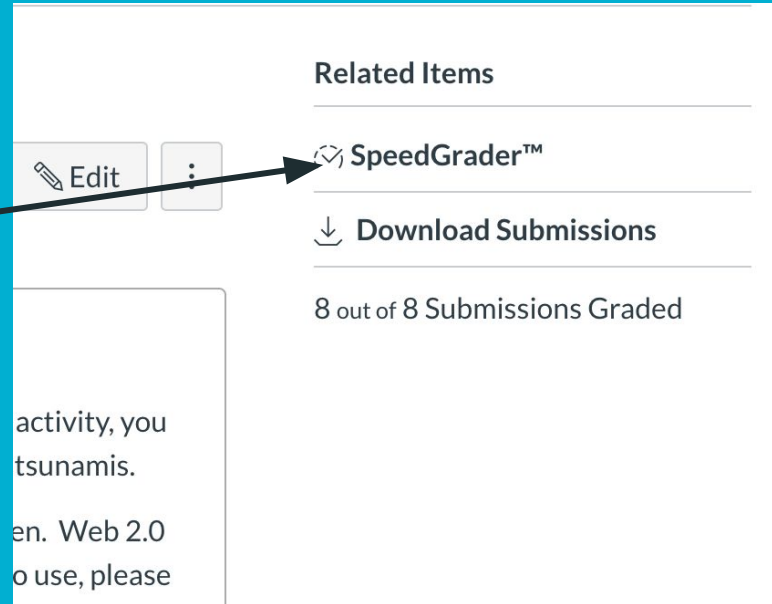 Related Items
Edit
SpeedGrader™
Download Submissions
8 out of 8 Submissions Graded
activity, you
tsunamis.
en. Web 2.0
o use, please